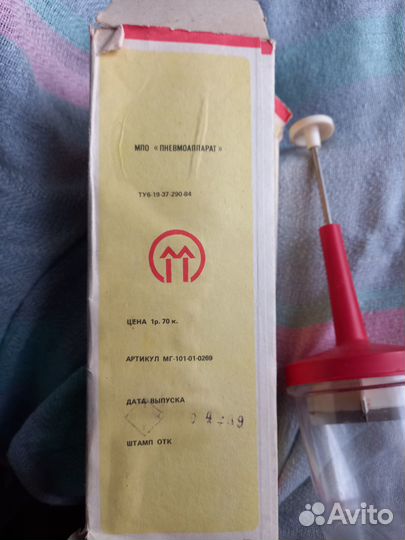 МПО «ПНЕВМОАППАРАТ»
ТУ6-19-37-290-84
ЦЕНА 1р. 70 к.
АРТИКУЛ МГ-101-01-0269
ДАТА ВЫПУСКА
ШТАМП ОТК
Avito